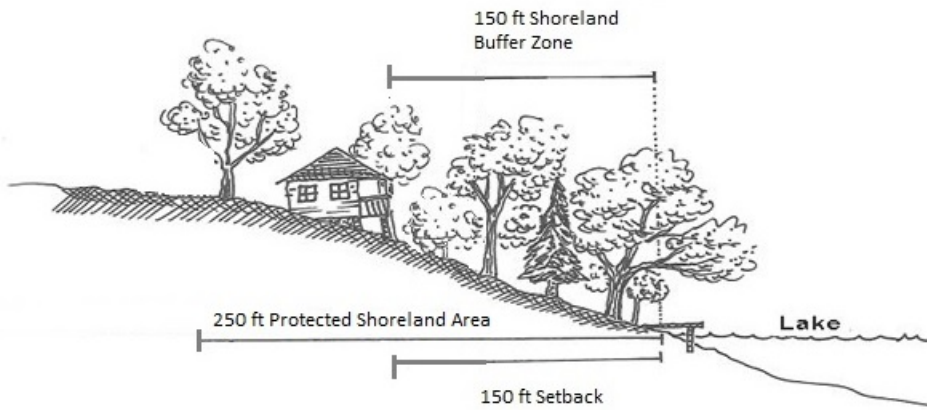 150 ft Shoreland
Buffer Zone
250 ft Protected Shoreland Area
Lake
150 ft Setback